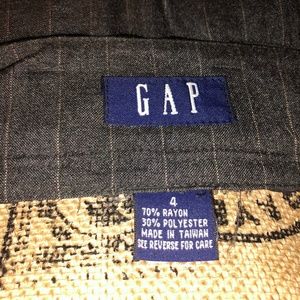 GAP
4
70% RAYON
30% POLYESTER
MADE IN TAIWAN
SEE REVERSE FOR CARE